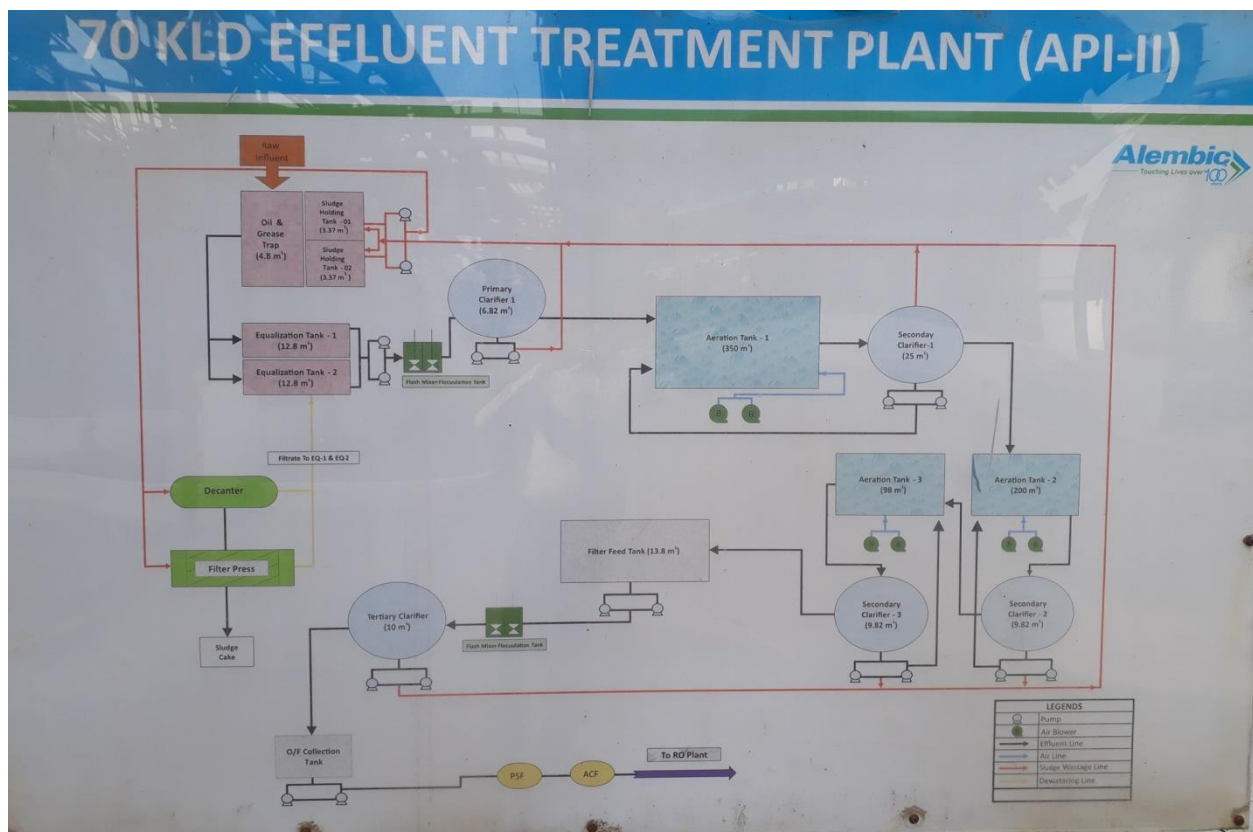 70 KLD EFFLUENT TREATMENT PLANT (API-II)
Alembic
Touching Lives over
100
Raw
Influent
Oil &
Grease
Trap
(4.8 m³)
Sludge
Holding
Tank - 01
(3.37 m³)
Sludge
Holding
Tank - 02
(3.37 m³)
Primary
Clarifier 1
(6.82 m³)
Equalization Tank - 1
(12.8 m³)
Equalization Tank - 2
(12.8 m³)
Flash Mixer-Flocculation Tank
Aeration Tank - 1
(350 m³)
Seconday
Clarifier-1
(25 m³)
Filtrate To EQ-1 & EQ-2
Decanter
Filter Press
Sludge
Cake
Aeration Tank - 3
(98 m³)
Aeration Tank - 2
(200 m³)
Filter Feed Tank (13.8 m³)
Secondary
Clarifier - 3
(9.82 m³)
Secondary
Clarifier - 2
(9.82 m³)
Tertiary Clarifier
(10 m³)
Flash Mixer-Flocculation Tank
O/F Collection
Tank
PSF
ACF
To RO Plant
LEGENDS
Pump
Air Blower
Effluent Line
Air Line
Sludge Wastage Line
Dewatering Line